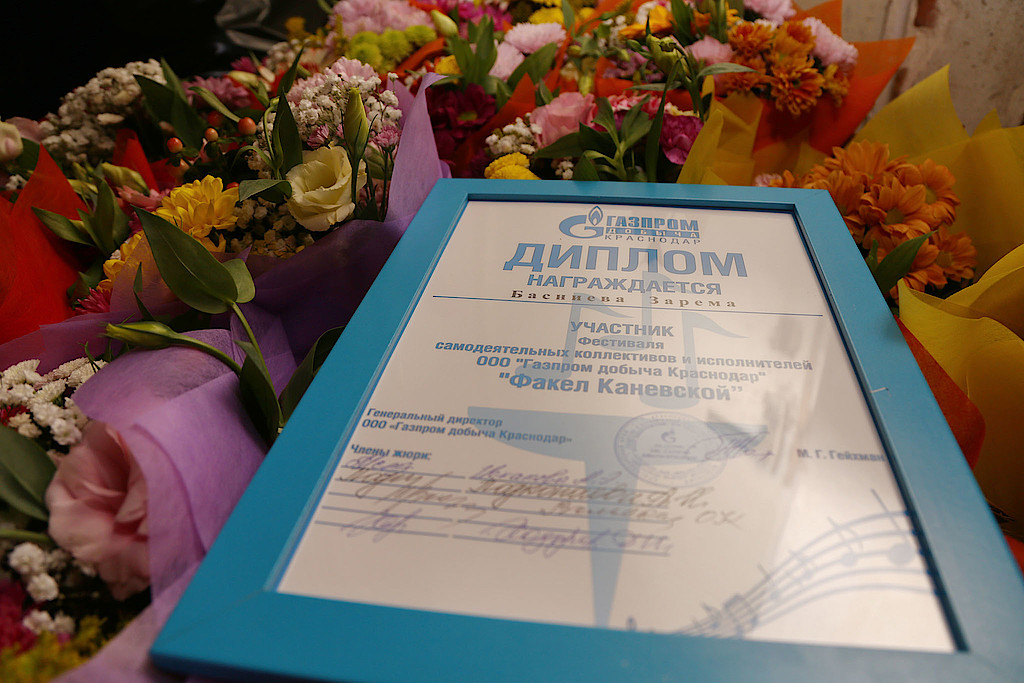 ГАЗПРОМ
ДОБЫЧА
КРАСНОДАР
ДИПЛОМ
НАГРАЖДАЕТСЯ
Басниева Зарема
УЧАСТНИК
Фестиваля
самодеятельных коллективов и исполнителей
ООО "Газпром добыча Краснодар"
"Факел Каневской"
Генеральный директор
ООО «Газпром добыча Краснодар»
М. Г. Гейхман
Члены жюри: